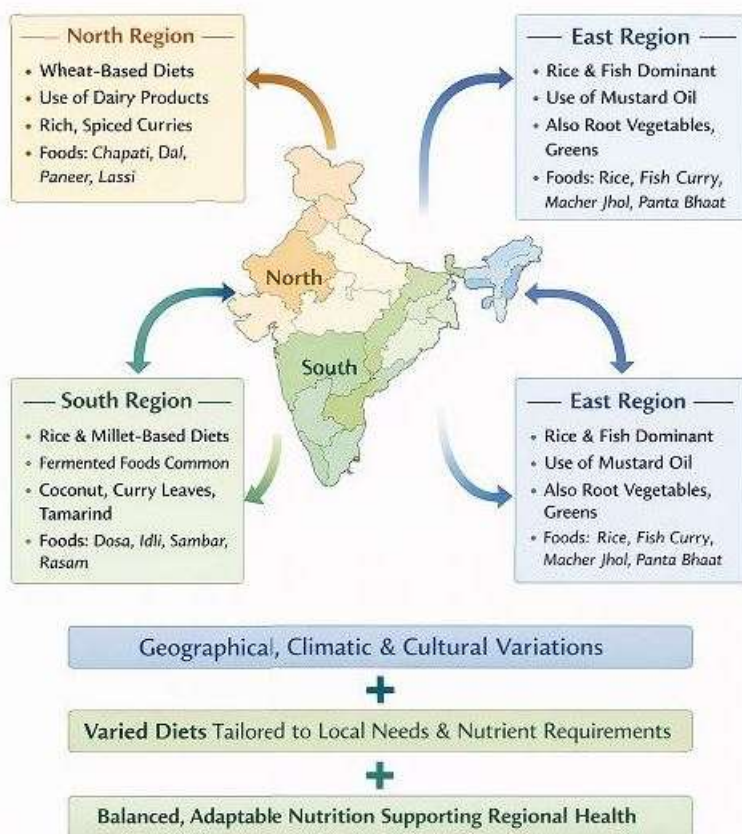 North Region
• Wheat-Based Diets
• Use of Dairy Products
• Rich, Spiced Curries
• Foods: Chapati, Dal,
Paneer, Lassi
East Region
• Rice & Fish Dominant
• Use of Mustard Oil
• Also Root Vegetables,
Greens
• Foods: Rice, Fish Curry,
Macher Jhol, Panta Bhaat
North
South
South Region
• Rice & Millet-Based Diets
• Fermented Foods Common
• Coconut, Curry Leaves,
Tamarind
• Foods: Dosa, Idli, Sambar,
Rasam
East Region
• Rice & Fish Dominant
• Use of Mustard Oil
• Also Root Vegetables,
Greens
• Foods: Rice, Fish Curry,
Macher Jhol, Panta Bhaat
Geographical, Climatic & Cultural Variations
+
Varied Diets Tailored to Local Needs & Nutrient Requirements
+
Balanced, Adaptable Nutrition Supporting Regional Health